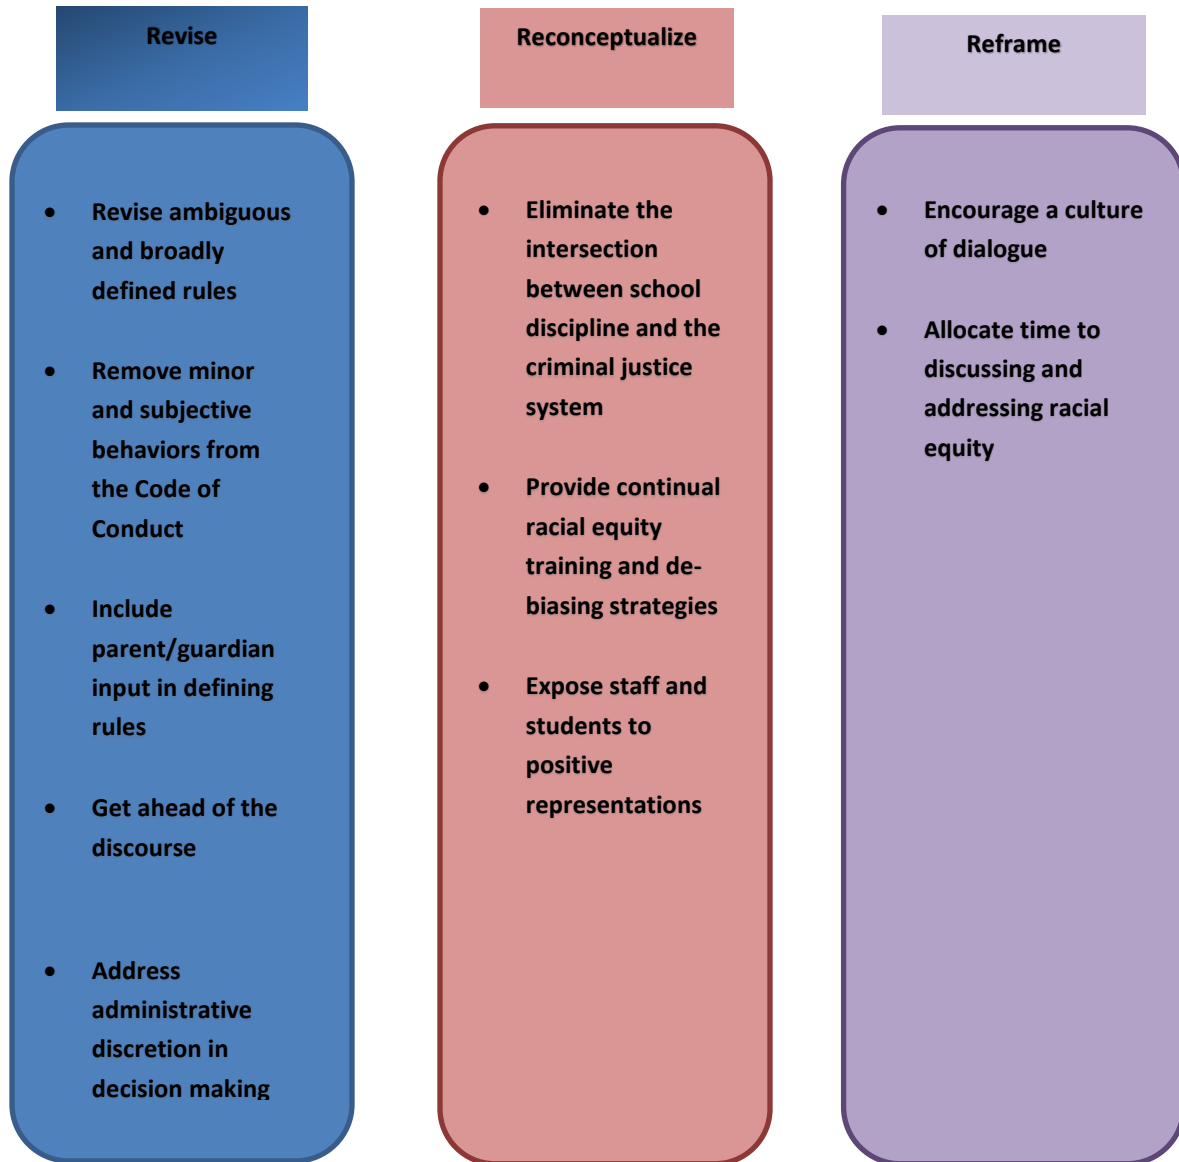 Revise
• Revise ambiguous
and broadly
defined rules
• Remove minor
and subjective
behaviors from
the Code of
Conduct
• Include
parent/guardian
input in defining
rules
• Get ahead of the
discourse
• Address
administrative
discretion in
decision making
Reconceptualize
• Eliminate the
intersection
between school
discipline and the
criminal justice
system
• Provide continual
racial equity
training and de-
biasing strategies
• Expose staff and
students to
positive
representations
Reframe
• Encourage a culture
of dialogue
• Allocate time to
discussing and
addressing racial
equity